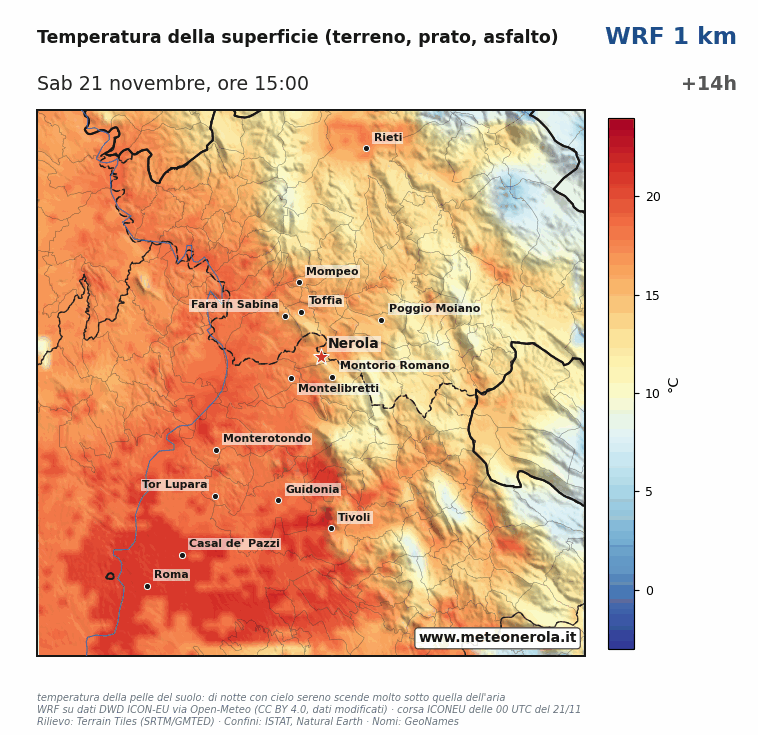 Temperatura della superficie (terreno, prato, asfalto)
WRF 1 km
Sab 21 novembre, ore 15:00
+14h
Rieti
Mompeo
Fara in Sabina
Toffia
Poggio Moiano
Nerola
Montorio Romano
Montelibretti
Monterotondo
Tor Lupara
Guidonia
Tivoli
Casal de' Pazzi
Roma
www.meteonerola.it
20
15
10
5
0
°C
temperatura della pelle del suolo: di notte con cielo sereno scende molto sotto quella dell'aria
WRF su dati DWD ICON-EU via Open-Meteo (CC BY 4.0, dati modificati) · corsa ICONEU delle 00 UTC del 21/11
Rilievo: Terrain Tiles (SRTM/GMTED) · Confini: ISTAT, Natural Earth · Nomi: GeoNames